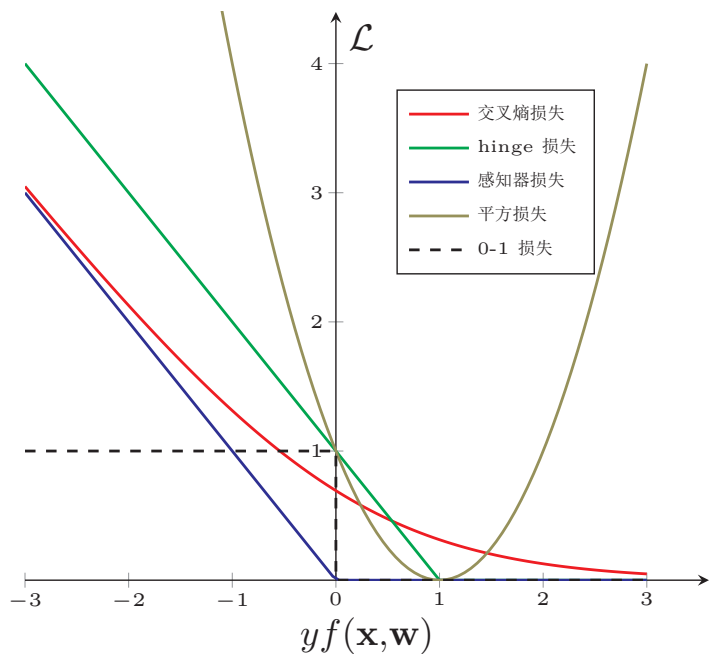 ℒ
4
交叉熵损失
hinge 损失
感知器损失
平方损失
0-1 损失
3
2
1
−3 −2 −1 0 1 2 3
yf(x,w)